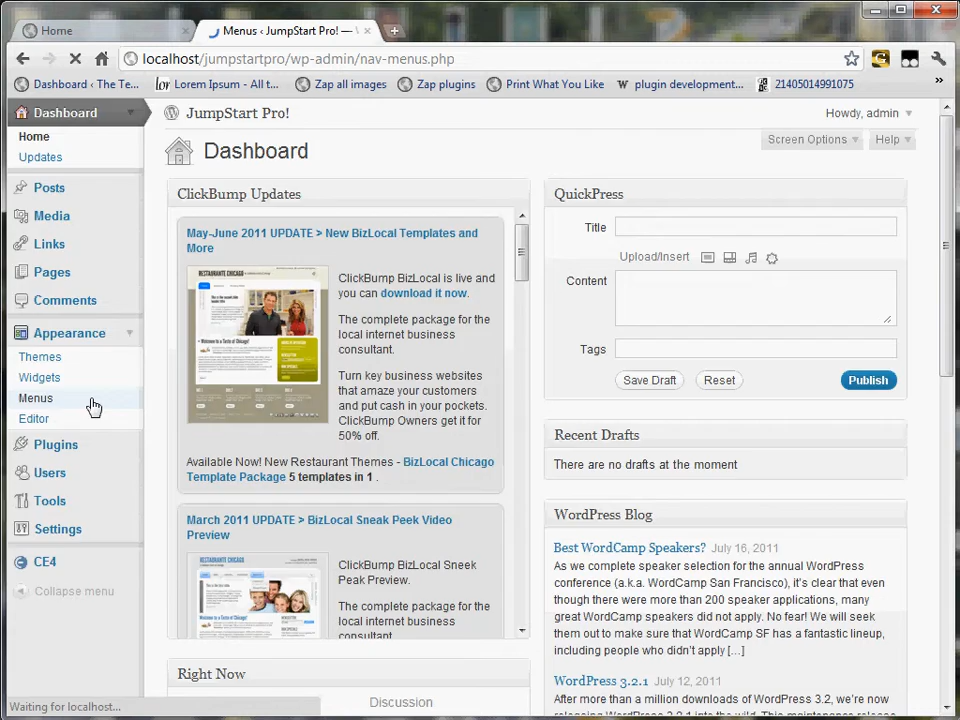 Home
Menus ‹ JumpStart Pro! —
localhost/jumpstartpro/wp-admin/nav-menus.php
Dashboard ‹ The Te...
Lorem Ipsum - All t...
Zap all images
Zap plugins
Print What You Like
plugin development...
21405014991075
»
Dashboard
Home
Updates
Posts
Media
Links
Pages
Comments
Appearance
Themes
Widgets
Menus
Editor
Plugins
Users
Tools
Settings
CE4
Collapse menu
JumpStart Pro!
Howdy, admin
Screen Options
Help
Dashboard
ClickBump Updates
May-June 2011 UPDATE > New BizLocal Templates and
More
ClickBump BizLocal is live and
you can download it now.
The complete package for the
local internet business
consultant.
Turn key business websites
that amaze your customers
and put cash in your pockets.
ClickBump Owners get it for
50% off.
Available Now! New Restaurant Themes - BizLocal Chicago
Template Package 5 templates in 1 .
March 2011 UPDATE > BizLocal Sneak Peek Video
Preview
ClickBump BizLocal Sneek
Peak Preview.
The complete package for the
local internet business
consultant.
Right Now
Discussion
QuickPress
Title
Upload/Insert
Content
Tags
Save Draft
Reset
Publish
Recent Drafts
There are no drafts at the moment
WordPress Blog
Best WordCamp Speakers? July 16, 2011
As we complete speaker selection for the annual WordPress
conference (a.k.a. WordCamp San Francisco), it's clear that even
though there were more than 200 speaker applications, many
great WordCamp speakers did not apply. No fear! We will seek
them out to make sure that WordCamp SF has a fantastic lineup,
including people who didn't apply [...]
WordPress 3.2.1 July 12, 2011
After more than a million downloads of WordPress 3.2, we're now
Waiting for localhost...